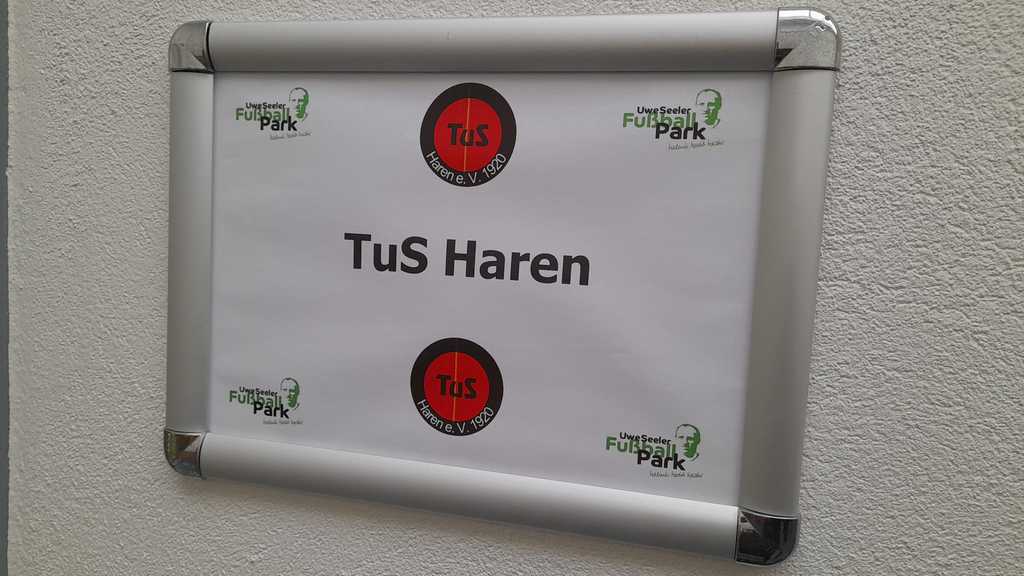 Uwe Seeler
Fußball
Park
TuS
Haren e. V. 1920
Uwe Seeler
Fußball
Park
TuS Haren
Uwe Seeler
Fußball
Park
TuS
Haren e. V. 1920
Uwe Seeler
Fußball
Park